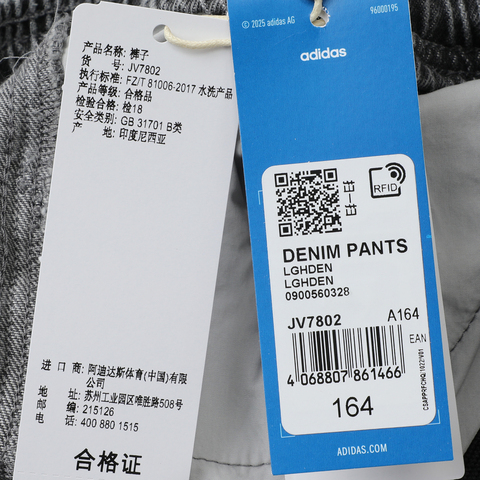 产品名称: 裤子
货 号: JV7802
执行标准: FZ/T 81006-2017 水洗产品
产品等级: 合格品
检验合格: 检18
安全类别: GB 31701 B类
产 地: 印度尼西亚
进 口 商: 阿迪达斯体育(中国)有限
公司
地 址: 苏州工业园区唯胜路508号
邮 编: 215126
电 话: 400 880 1515
合格证
© 2025 adidas AG
96000195
adidas
RFID
DENIM PANTS
LGHDEN
LGHDEN
0900560328
JV7802 A164
EAN
4 068807 861466
164
ADIDAS.COM